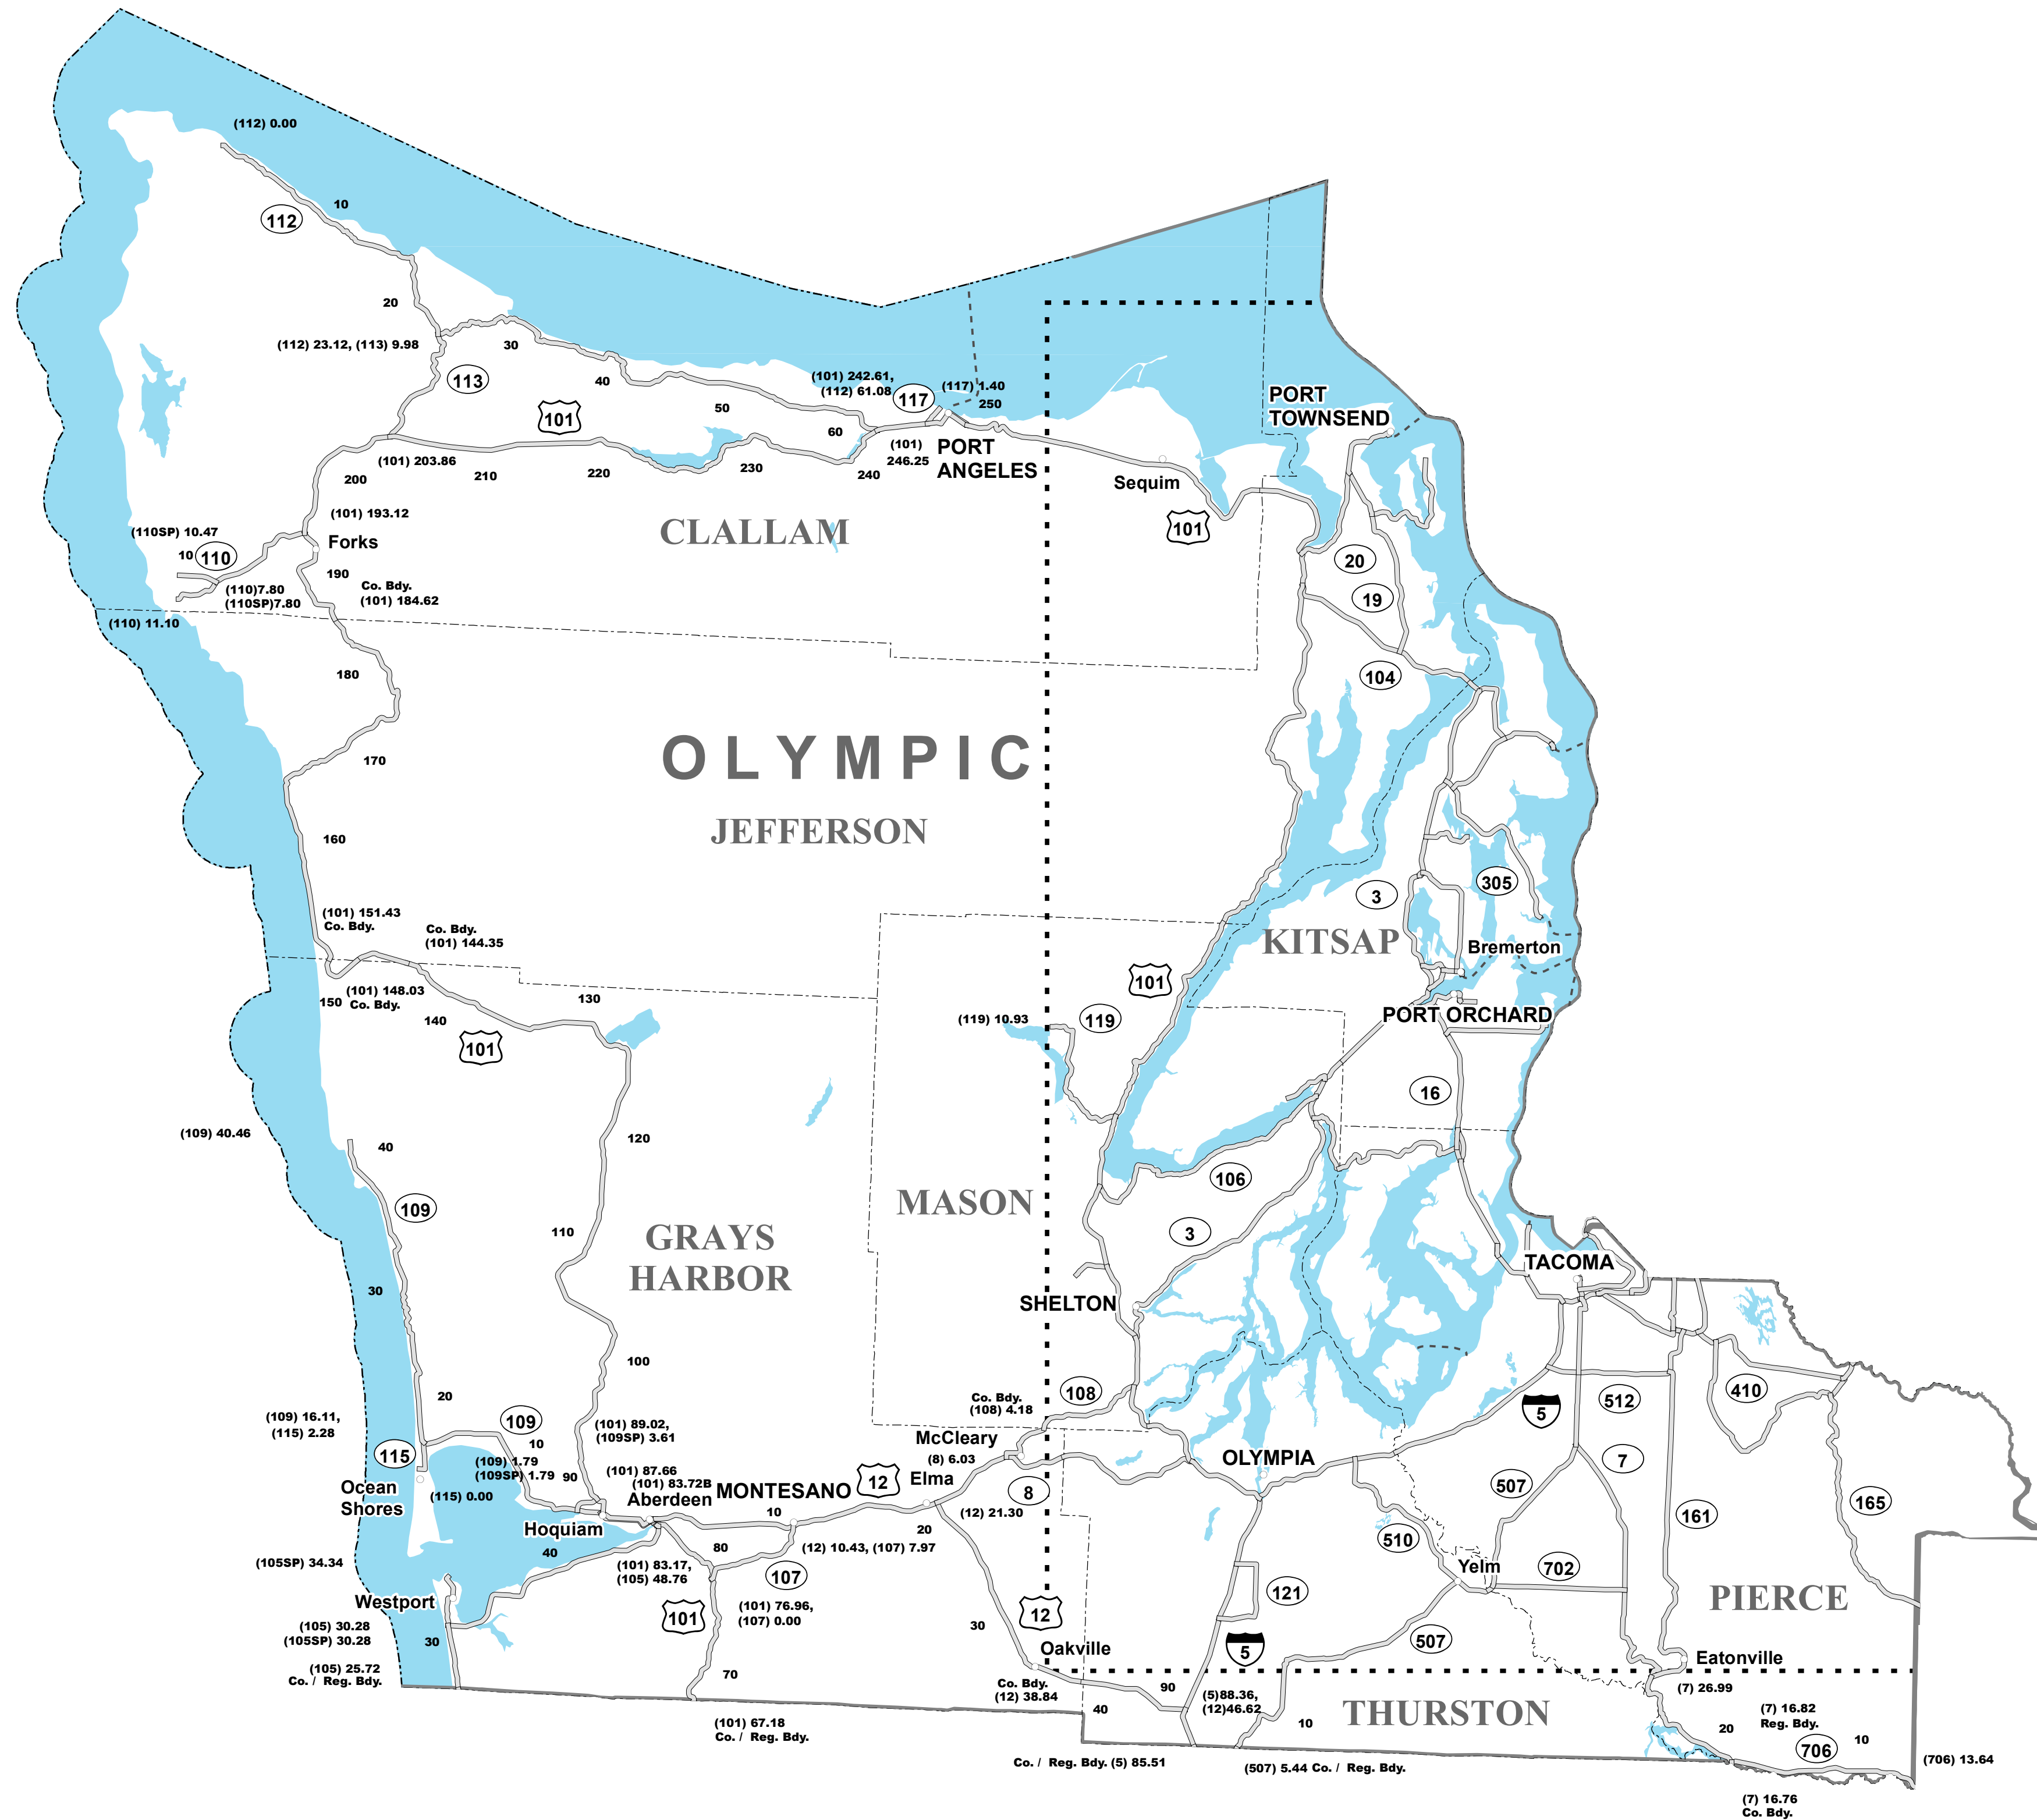 (112) 0.00
10
112
20
(112) 23.12, (113) 9.98
30
113
40
(101) 242.61,
(112) 61.08
117
(117) 1.40
250
101
50
60
(101)
246.25
PORT
ANGELES
PORT
TOWNSEND
(101) 203.86
200
210
220
230
240
Sequim
101
(101) 193.12
CLALLAM
(110SP) 10.47
10
110
Forks
20
190
Co. Bdy.
(101) 184.62
(110)7.80
(110SP)7.80
19
(110) 11.10
180
104
OLYMPIC
170
JEFFERSON
160
305
3
(101) 151.43
Co. Bdy.
Co. Bdy.
(101) 144.35
KITSAP
Bremerton
101
(101) 148.03
Co. Bdy.
150
130
140
(119) 10.93
119
PORT ORCHARD
101
16
120
(109) 40.46
40
106
109
MASON
110
3
GRAYS
HARBOR
TACOMA
30
SHELTON
100
20
108
Co. Bdy.
(108) 4.18
410
512
5
(109) 16.11,
(115) 2.28
109
(101) 89.02,
(109SP) 3.61
10
115
McCleary
(8) 6.03
OLYMPIA
7
(109) 1.79
(109SP) 1.79
90
(101) 87.66
(101) 83.72B
12
Elma
MONTESANO
507
Ocean
Shores
(115) 0.00
Aberdeen
8
165
10
(12) 21.30
161
Hoquiam
20
510
40
80
(12) 10.43, (107) 7.97
(105SP) 34.34
(101) 83.17,
(105) 48.76
107
Yelm
702
121
Westport
(101) 76.96,
(107) 0.00
101
12
PIERCE
(105) 30.28
(105SP) 30.28
30
30
507
Oakville
5
Eatonville
(105) 25.72
Co. / Reg. Bdy.
70
Co. Bdy.
(12) 38.84
90
(5)88.36,
(12)46.62
(7) 26.99
40
THURSTON
10
(7) 16.82
Reg. Bdy.
20
10
706
(101) 67.18
Co. / Reg. Bdy.
Co. / Reg. Bdy. (5) 85.51
(507) 5.44 Co. / Reg. Bdy.
(706) 13.64
(7) 16.76
Co. Bdy.